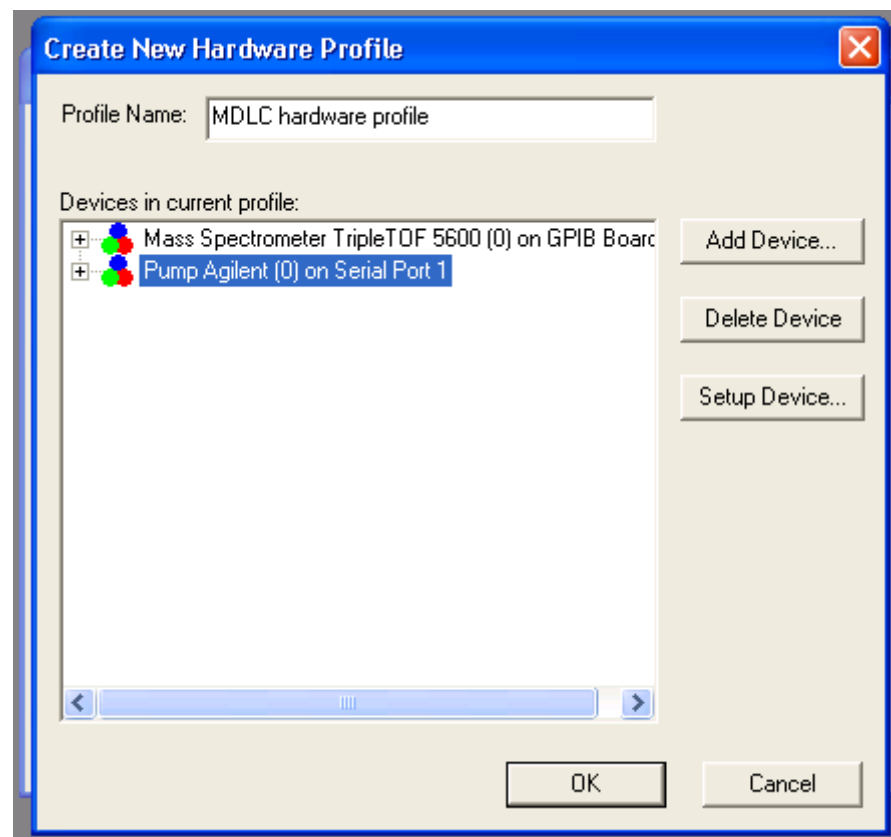 Create New Hardware Profile
Profile Name: MDLC hardware profile
Devices in current profile:
Mass Spectrometer TripleTOF 5600 (0) on GPIB Board
Pump Agilent (0) on Serial Port 1
Add Device...
Delete Device
Setup Device...
OK
Cancel